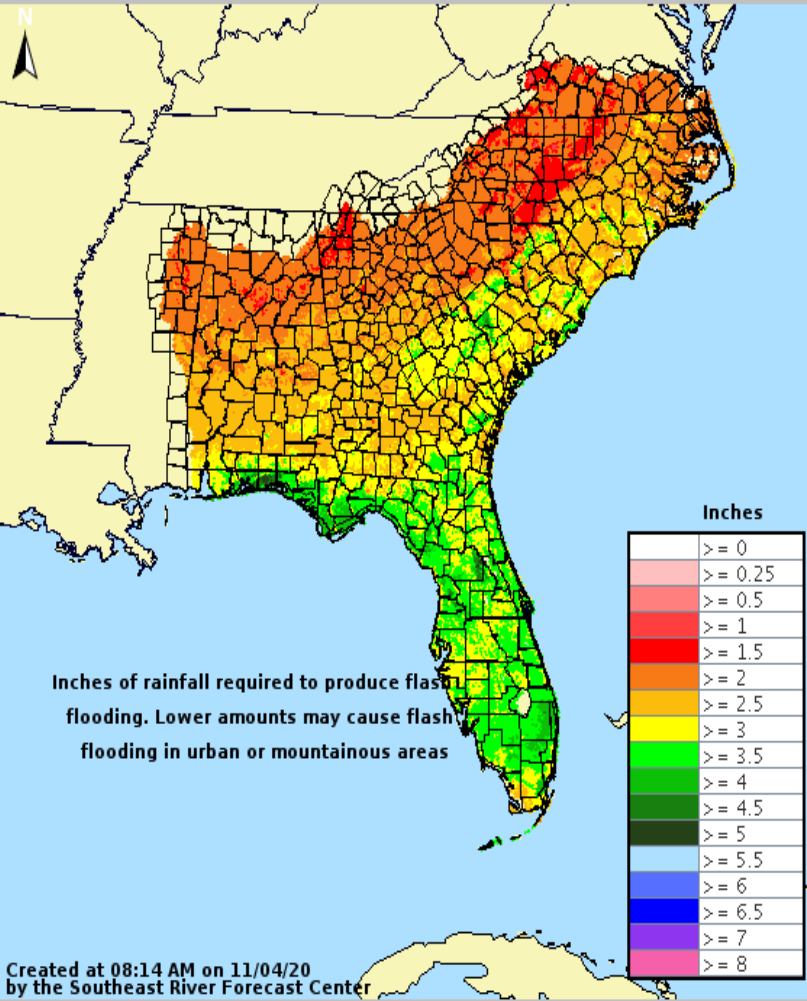 N
Inches
>= 0
>= 0.25
>= 0.5
>= 1
>= 1.5
>= 2
>= 2.5
>= 3
>= 3.5
>= 4
>= 4.5
>= 5
>= 5.5
>= 6
>= 6.5
>= 7
>= 8
Inches of rainfall required to produce flash
flooding. Lower amounts may cause flash
flooding in urban or mountainous areas
Created at 08:14 AM on 11/04/20
by the Southeast River Forecast Center